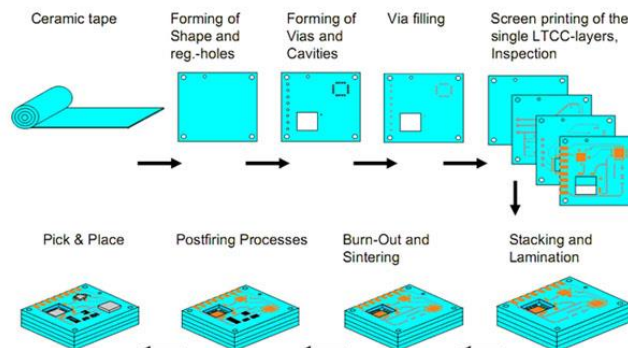 Ceramic tape
Forming of
Shape and
reg.-holes
Forming of
Vias and
Cavities
Via filling
Screen printing of the
single LTCC-layers,
Inspection
Pick & Place
Postfiring Processes
Burn-Out and
Sintering
Stacking and
Lamination